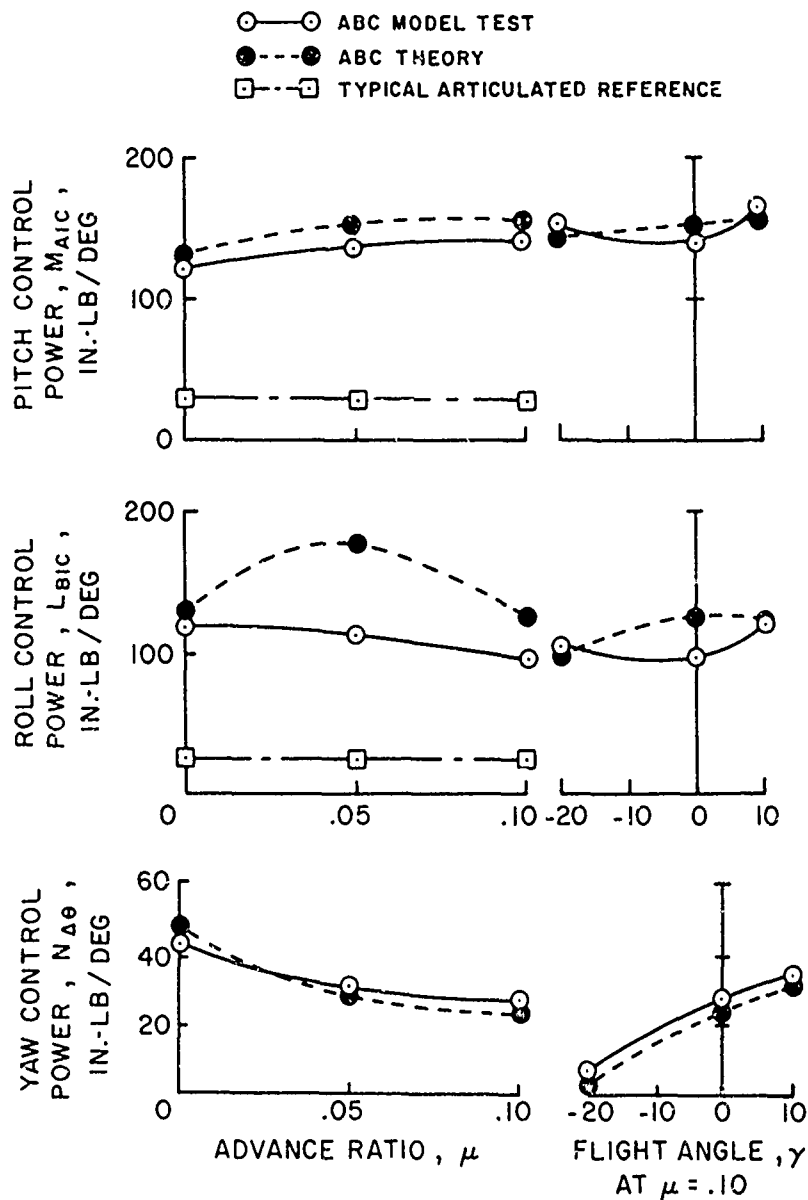 ABC MODEL TEST
ABC THEORY
TYPICAL ARTICULATED REFERENCE
PITCH CONTROL
POWER, MA1C,
IN.-LB/DEG
200
100
0
ROLL CONTROL
POWER, LB1C,
IN.-LB/DEG
200
100
0 .05 .10 -20 -10 0 10
YAW CONTROL
POWER, NΔθ,
IN.-LB/DEG
60
40
20
0 .05 .10 -20 -10 0 10
ADVANCE RATIO, μ
FLIGHT ANGLE, γ
AT μ = .10